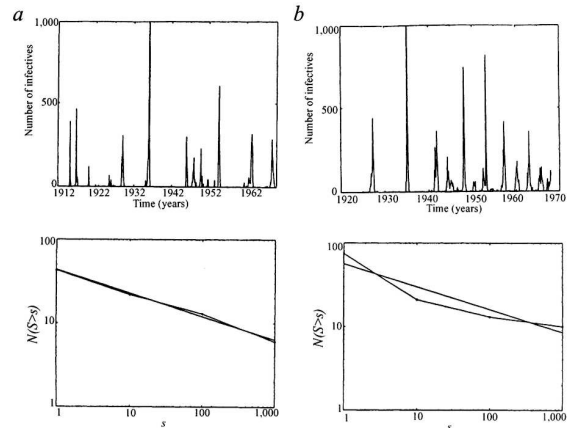 a
b
1,000
500
0
Number of infectives
1912 1922 1932 1942 1952 1962
Time (years)
1,000
500
0
Number of infectives
1920 1930 1940 1950 1960 1970
Time (years)
100
10
1
N(S>s)
1 10 100 1,000
s
100
10
1
N(S>s)
1 10 100 1,000
s